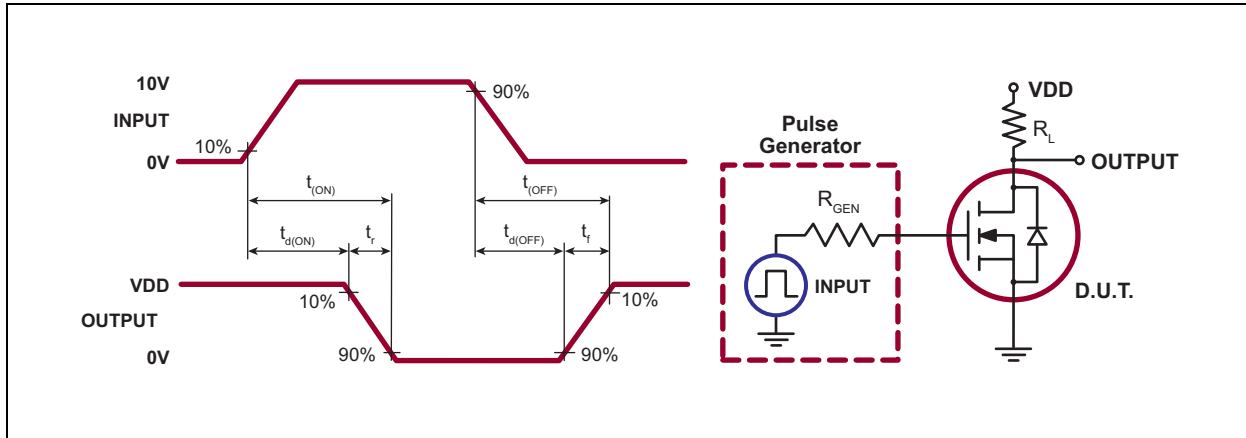 10V
INPUT
0V
10%
90%
t(ON)
t(OFF)
td(ON)
tr
td(OFF)
tf
VDD
OUTPUT
0V
10%
90%
90%
10%
Pulse
Generator
RGEN
INPUT
VDD
RL
OUTPUT
D.U.T.